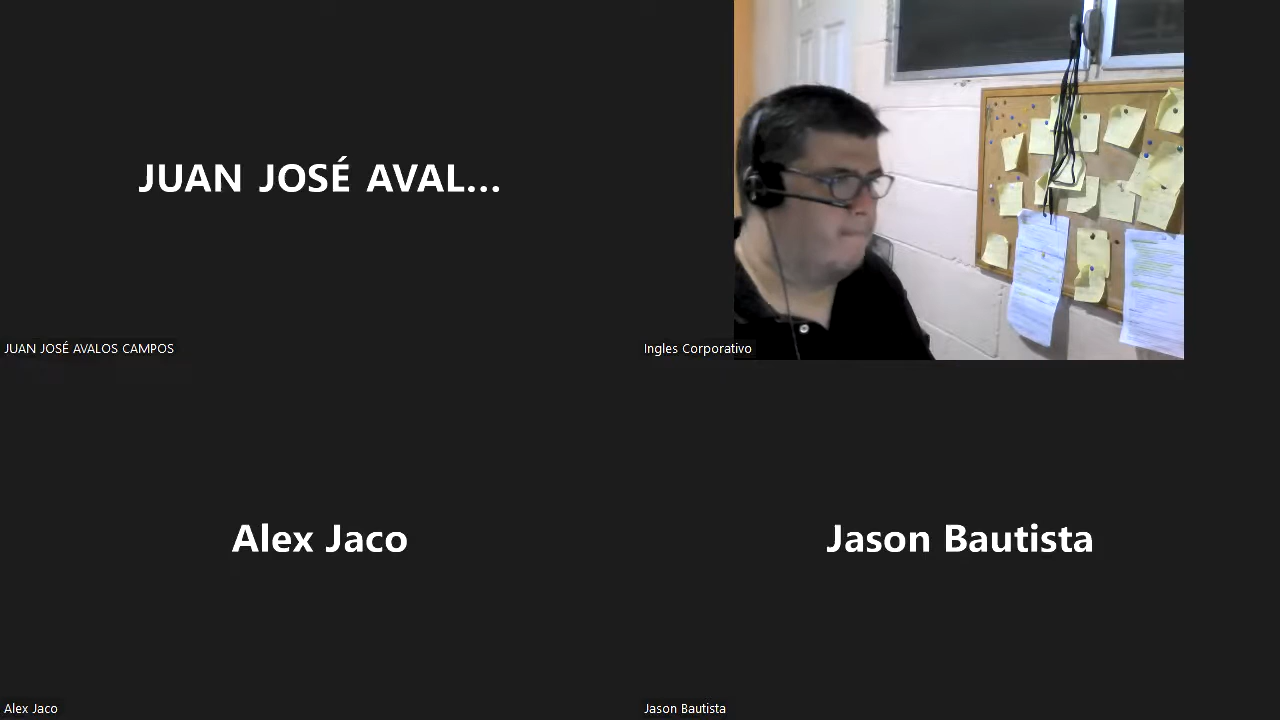 JUAN JOSÉ AVAL...
JUAN JOSÉ AVALOS CAMPOS
Ingles Corporativo
Alex Jaco
Alex Jaco
Jason Bautista
Jason Bautista